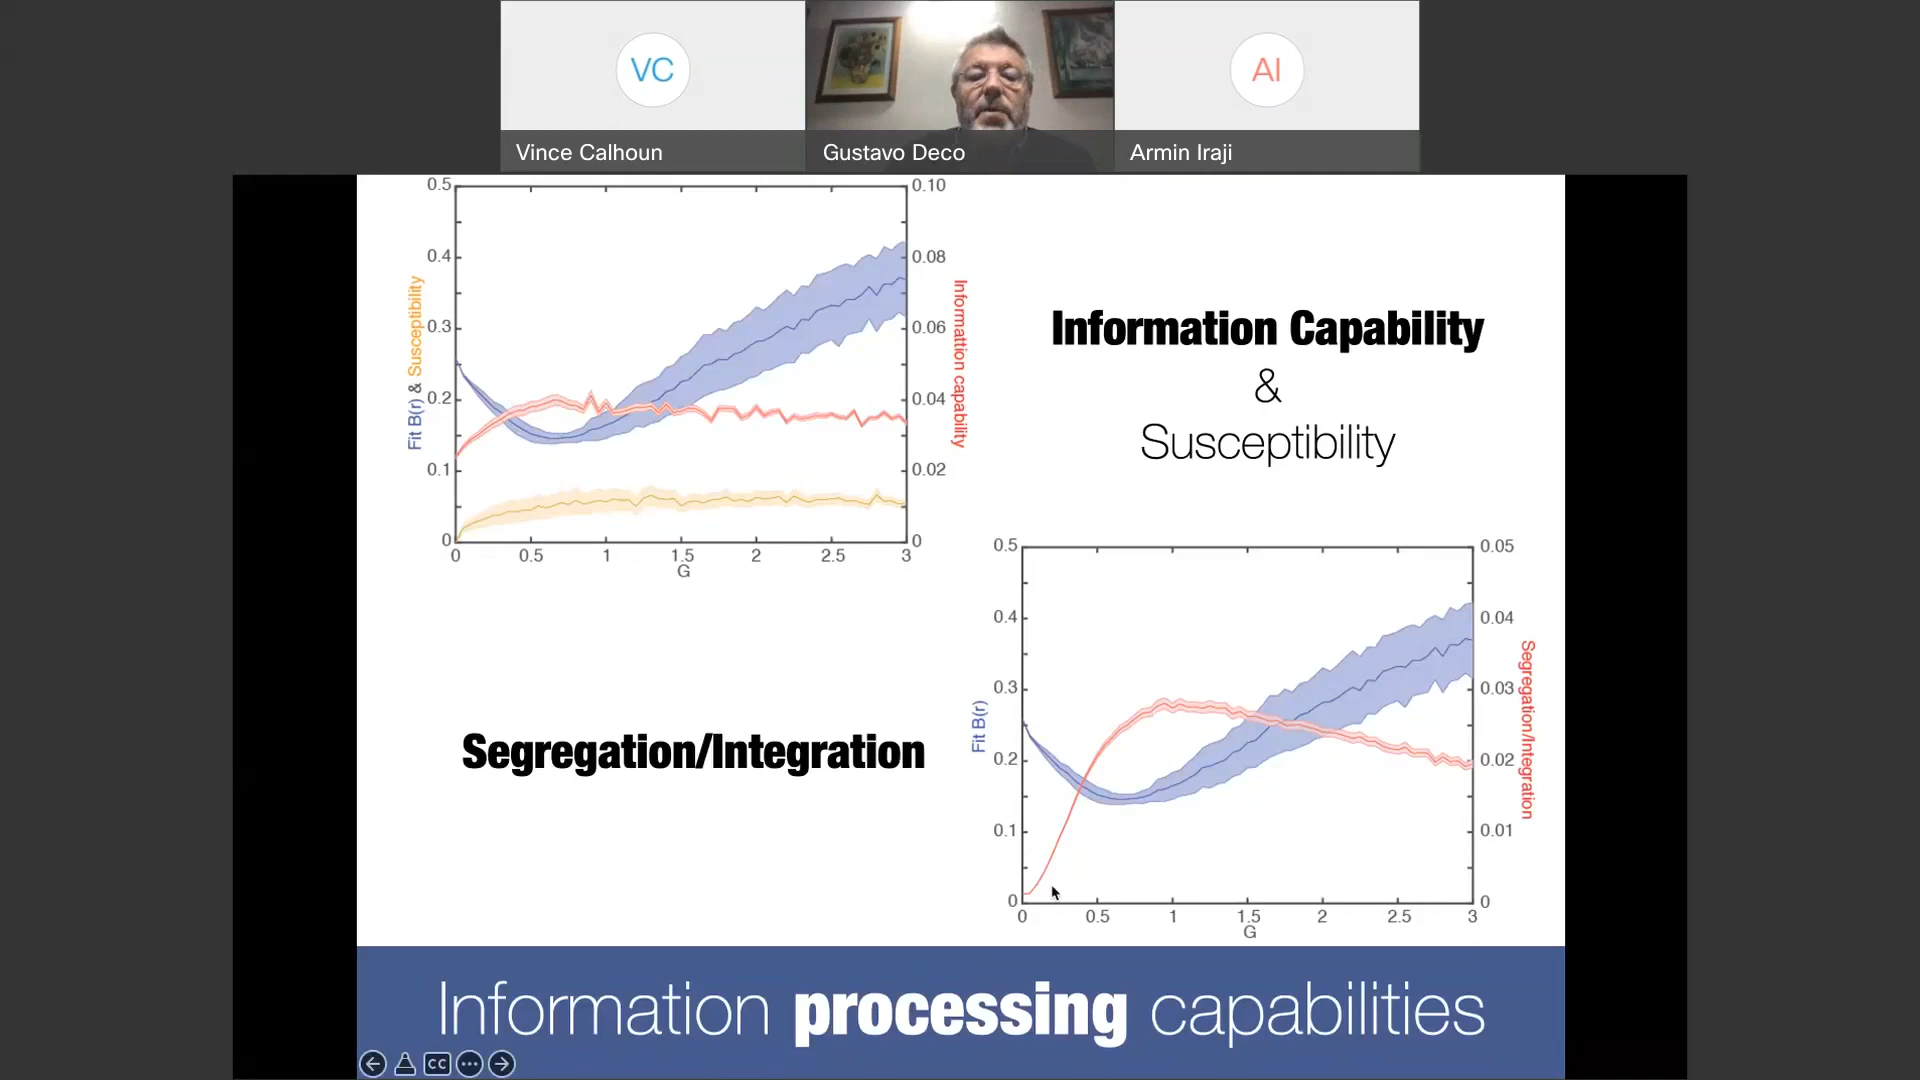 VC
AI
Vince Calhoun
Gustavo Deco
Armin Iraji
0.5
0.4
0.3
0.2
0.1
0
Fit B(r) & Susceptibility
0.10
0.08
0.06
0.04
0.02
0
Informattion capability
0 0.5 1 1.5 2 2.5 3
G
Information Capability
&
Susceptibility
Segregation/Integration
0.5
0.4
0.3
0.2
0.1
0
Fit B(r)
0.05
0.04
0.03
0.02
0.01
0
Segregation/Integration
0 0.5 1 1.5 2 2.5 3
G
Information processing capabilities
CC